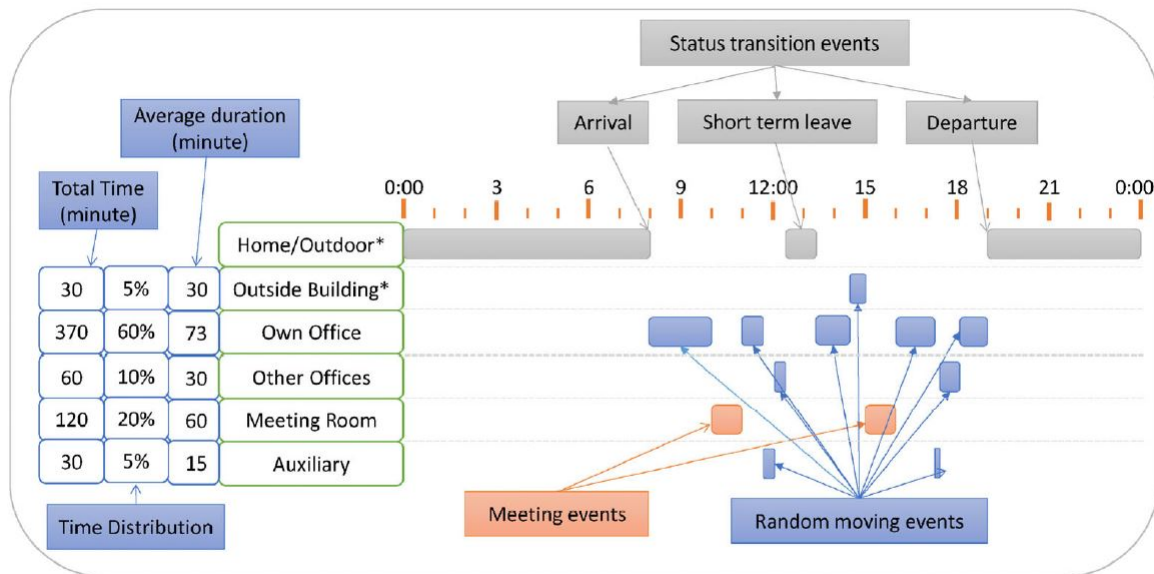 Status transition events
Average duration
(minute)
Arrival
Short term leave
Departure
Total Time
(minute)
0:00 3 6 9 12:00 15 18 21 0:00
Home/Outdoor*
30 5% 30 Outside Building*
370 60% 73 Own Office
60 10% 30 Other Offices
120 20% 60 Meeting Room
30 5% 15 Auxiliary
Meeting events
Random moving events
Time Distribution